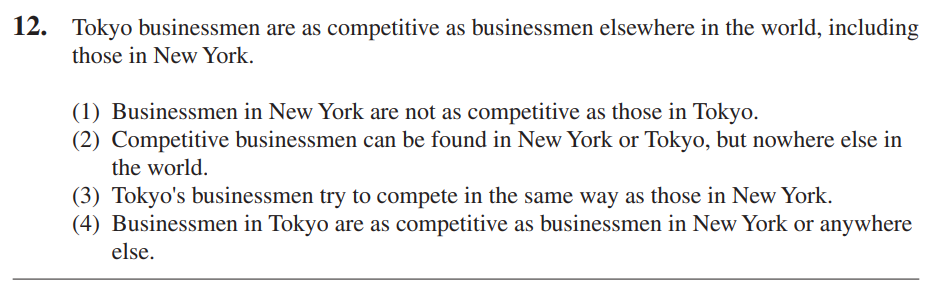 12. Tokyo businessmen are as competitive as businessmen elsewhere in the world, including
those in New York.
(1) Businessmen in New York are not as competitive as those in Tokyo.
(2) Competitive businessmen can be found in New York or Tokyo, but nowhere else in
the world.
(3) Tokyo's businessmen try to compete in the same way as those in New York.
(4) Businessmen in Tokyo are as competitive as businessmen in New York or anywhere
else.